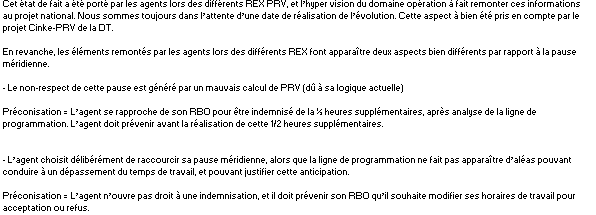 Cet état de fait a été porté par les agents lors des différents REX PRV, et l'hyper vision du domaine opération à fait remonter ces informations
au projet national. Nous sommes toujours dans l'attente d'une date de réalisation de l'évolution. Cette aspect à bien été pris en compte par le
projet Cinke-PRV de la DT.
En revanche, les éléments remontés par les agents lors des différents REX font apparaître deux aspects bien différents par rapport à la pause
méridienne.
- Le non-respect de cette pause est généré par un mauvais calcul de PRV (dû à sa logique actuelle)
Préconisation = L'agent se rapproche de son RBO pour être indemnisé de la ½ heures supplémentaires, après analyse de la ligne de
programmation. L'agent doit prévenir avant la réalisation de cette 1/2 heures supplémentaires.
- L'agent choisit délibérément de raccourcir sa pause méridienne, alors que la ligne de programmation ne fait pas apparaître d'aléas pouvant
conduire à un dépassement du temps de travail, et pouvant justifier cette anticipation.
Préconisation = L'agent n'ouvre pas droit à une indemnisation, et il doit prévenir son RBO qu'il souhaite modifier ses horaires de travail pour
acceptation ou refus.